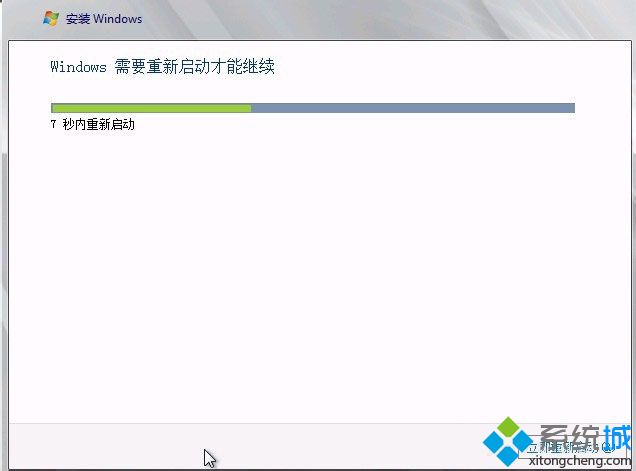 安装 Windows
Windows 需要重新启动才能继续
7 秒内重新启动
立即重新启动(R)
系统城
xitongcheng.com